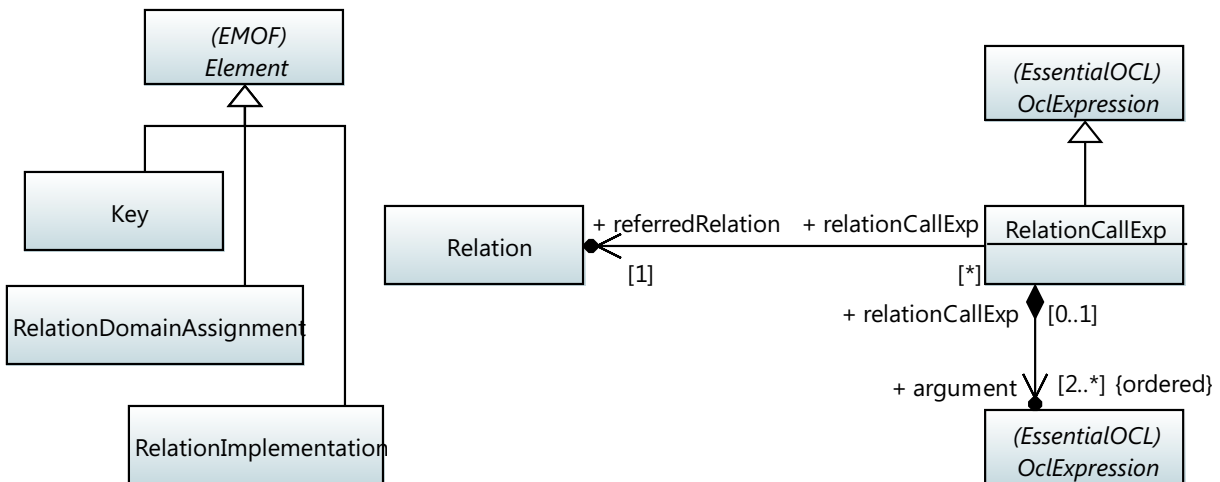 (EMOF)
Element
Key
RelationDomainAssignment
RelationImplementation
(EssentialOCL)
OclExpression
Relation
+ referredRelation
+ relationCallExp
RelationCallExp
[1]
[*]
+ relationCallExp
[0..1]
+ argument
[2..*] {ordered}
(EssentialOCL)
OclExpression